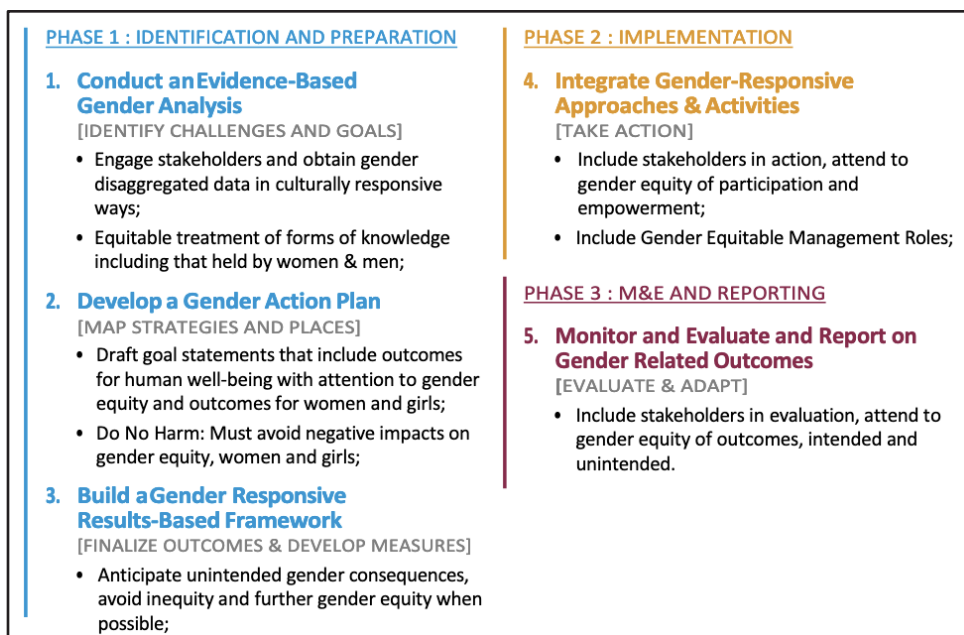 PHASE 1 : IDENTIFICATION AND PREPARATION
1. Conduct an Evidence-Based
Gender Analysis
[IDENTIFY CHALLENGES AND GOALS]
• Engage stakeholders and obtain gender
disaggregated data in culturally responsive
ways;
• Equitable treatment of forms of knowledge
including that held by women & men;
2. Develop a Gender Action Plan
[MAP STRATEGIES AND PLACES]
• Draft goal statements that include outcomes
for human well-being with attention to gender
equity and outcomes for women and girls;
• Do No Harm: Must avoid negative impacts on
gender equity, women and girls;
3. Build a Gender Responsive
Results-Based Framework
[FINALIZE OUTCOMES & DEVELOP MEASURES]
• Anticipate unintended gender consequences,
avoid inequity and further gender equity when
possible;
PHASE 2 : IMPLEMENTATION
4. Integrate Gender-Responsive
Approaches & Activities
[TAKE ACTION]
• Include stakeholders in action, attend to
gender equity of participation and
empowerment;
• Include Gender Equitable Management Roles;
PHASE 3 : M&E AND REPORTING
5. Monitor and Evaluate and Report on
Gender Related Outcomes
[EVALUATE & ADAPT]
• Include stakeholders in evaluation, attend to
gender equity of outcomes, intended and
unintended.